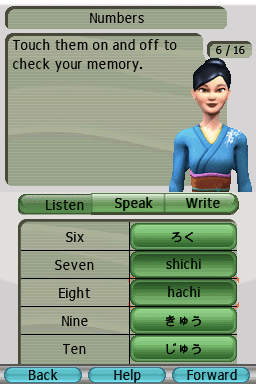 Numbers
Touch them on and off to
check your memory.
6 / 16
Listen Speak Write
Six ろく
Seven shichi
Eight hachi
Nine きゅう
Ten じゅう
Back Help Forward